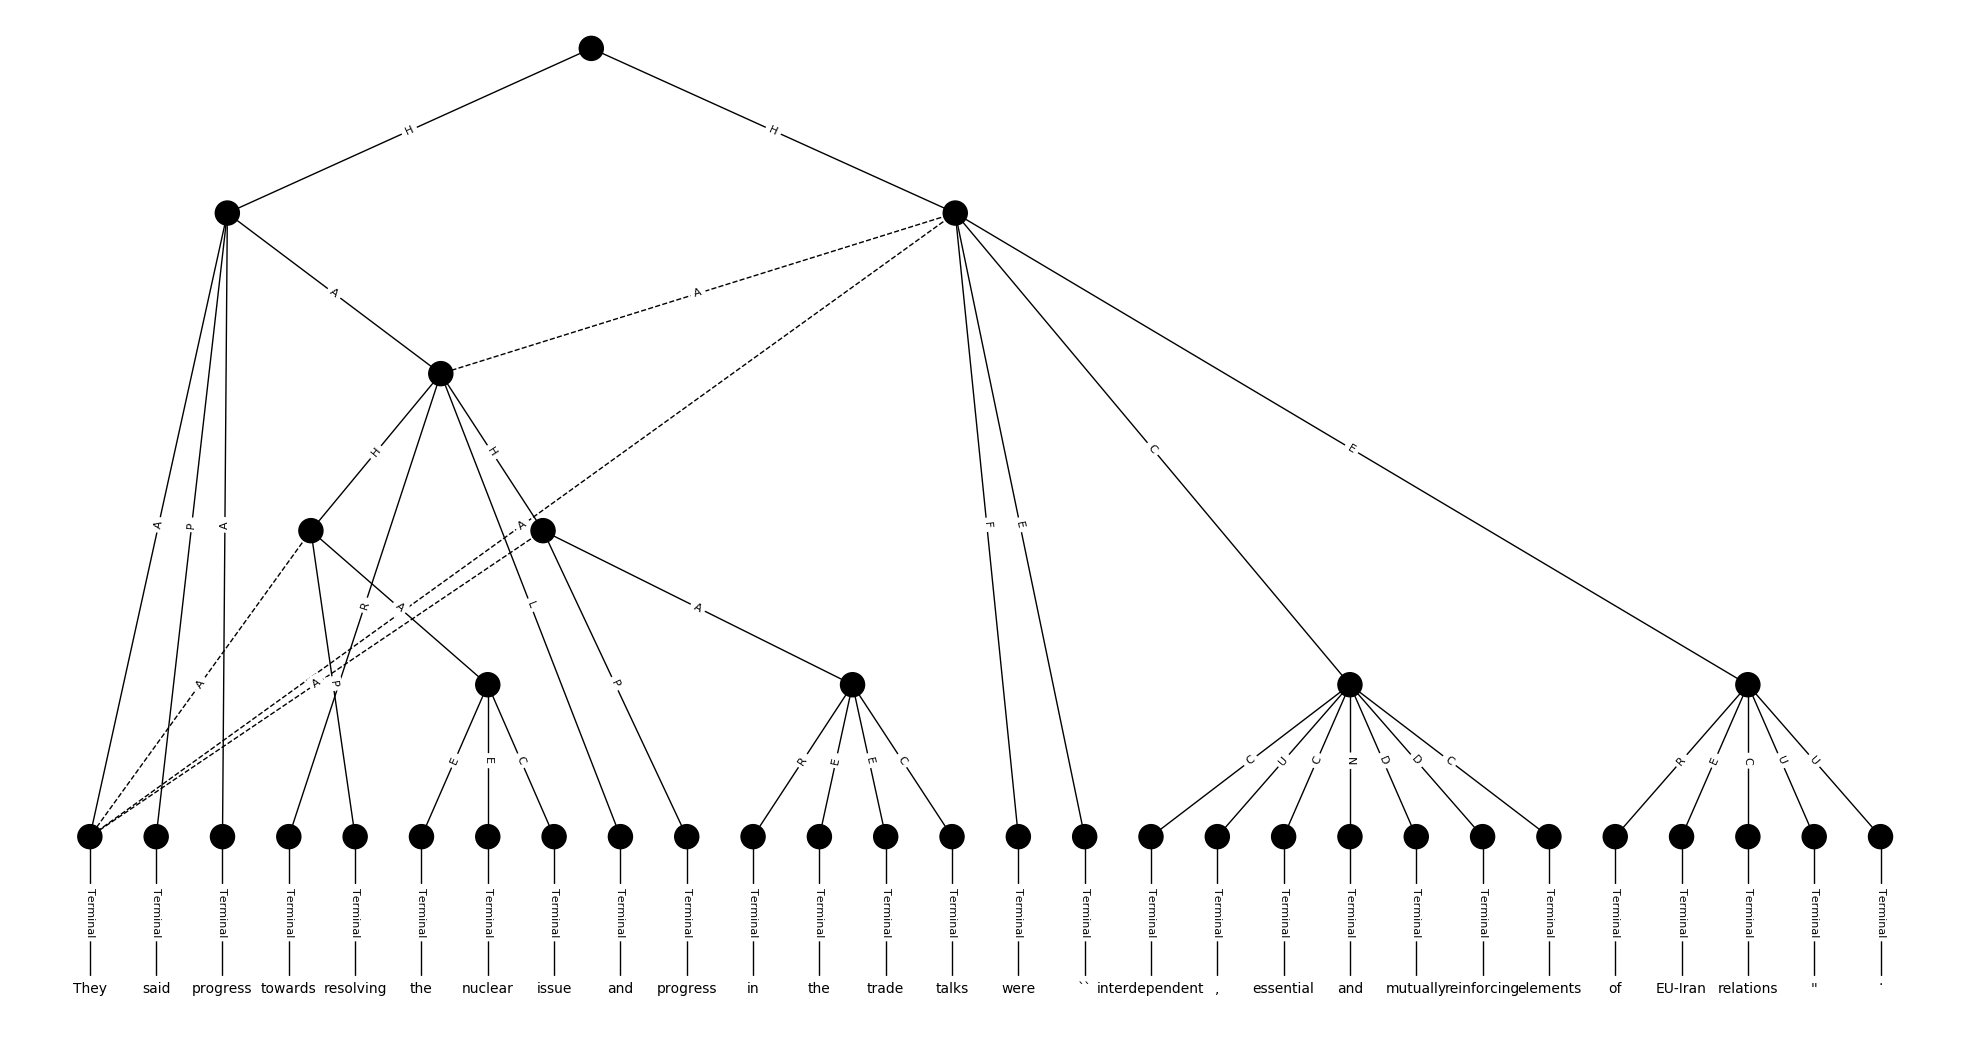 H H
A A
A P A H H F E C E
R A L A
A A P P
E E C R E E C C U C N D D C R E C U U
Terminal Terminal Terminal Terminal Terminal Terminal Terminal Terminal Terminal Terminal Terminal Terminal Terminal Terminal Terminal Terminal Terminal Terminal Terminal Terminal Terminal Terminal Terminal Terminal Terminal Terminal Terminal Terminal
They said progress towards resolving the nuclear issue and progress in the trade talks were `` interdependent , essential and mutually reinforcing elements of EU-Iran relations " .